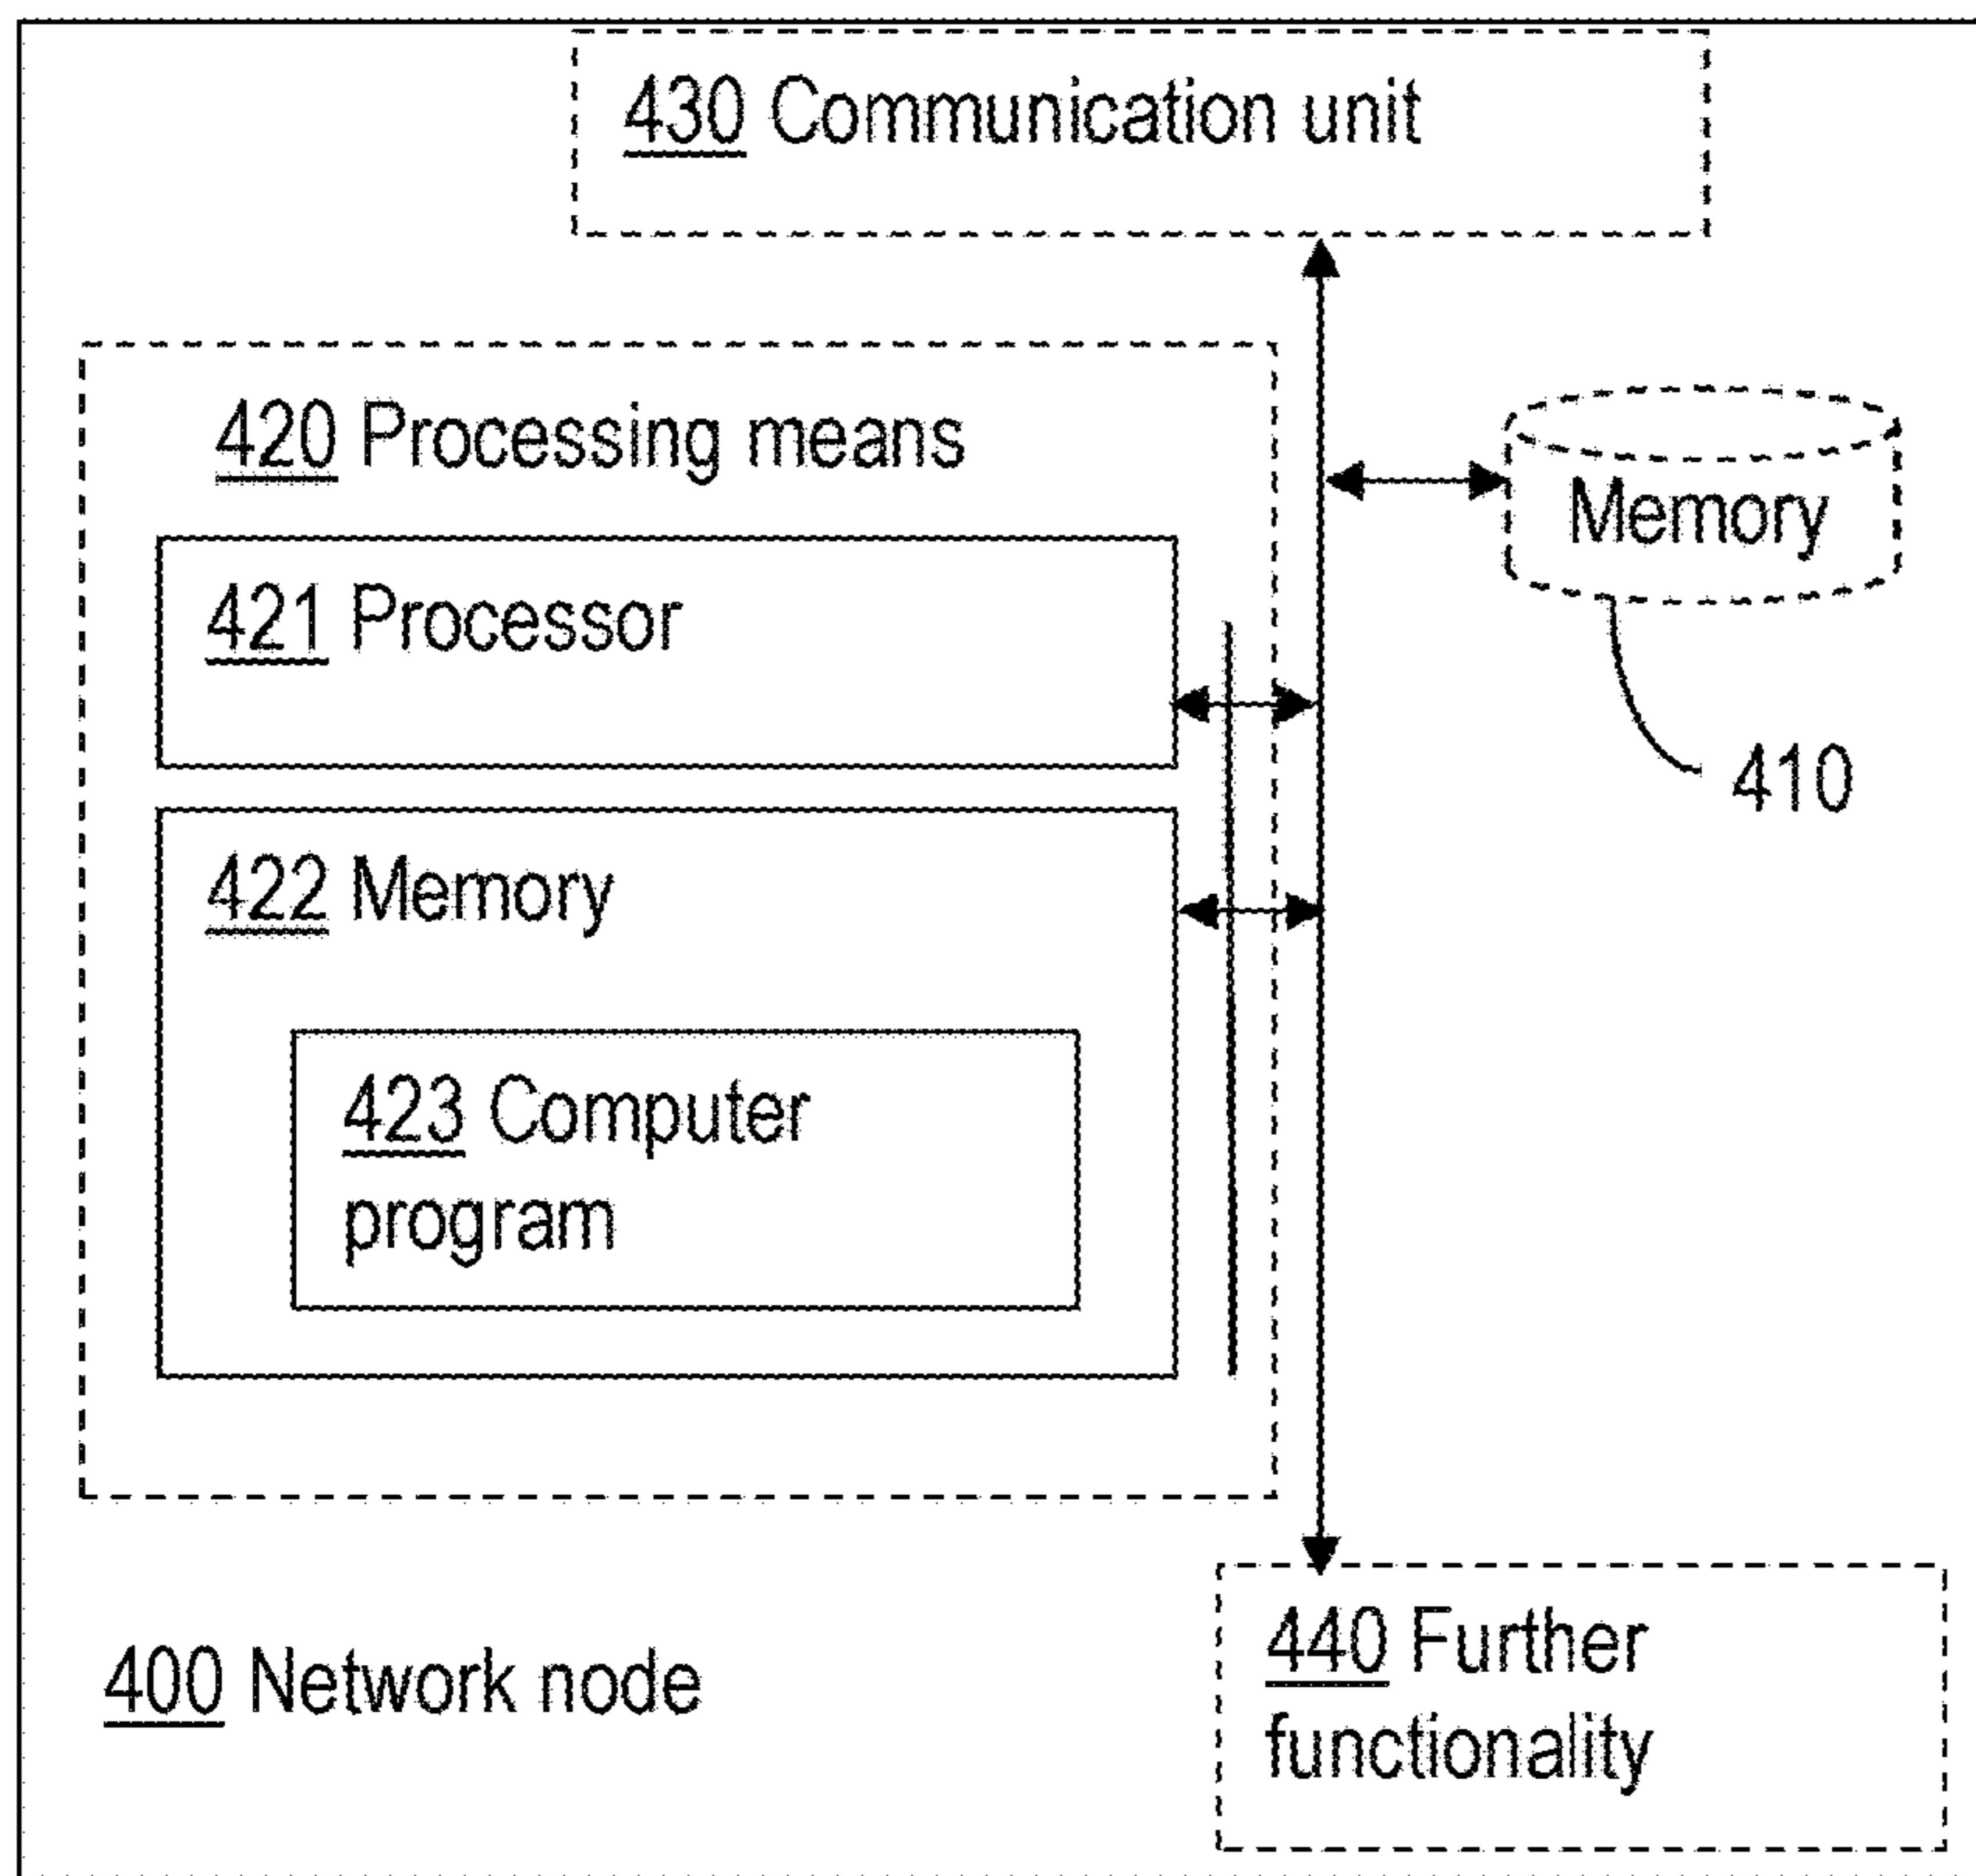 430 Communication unit
420 Processing means
Memory
421 Processor
410
422 Memory
423 Computer
program
440 Further
functionality
400 Network node